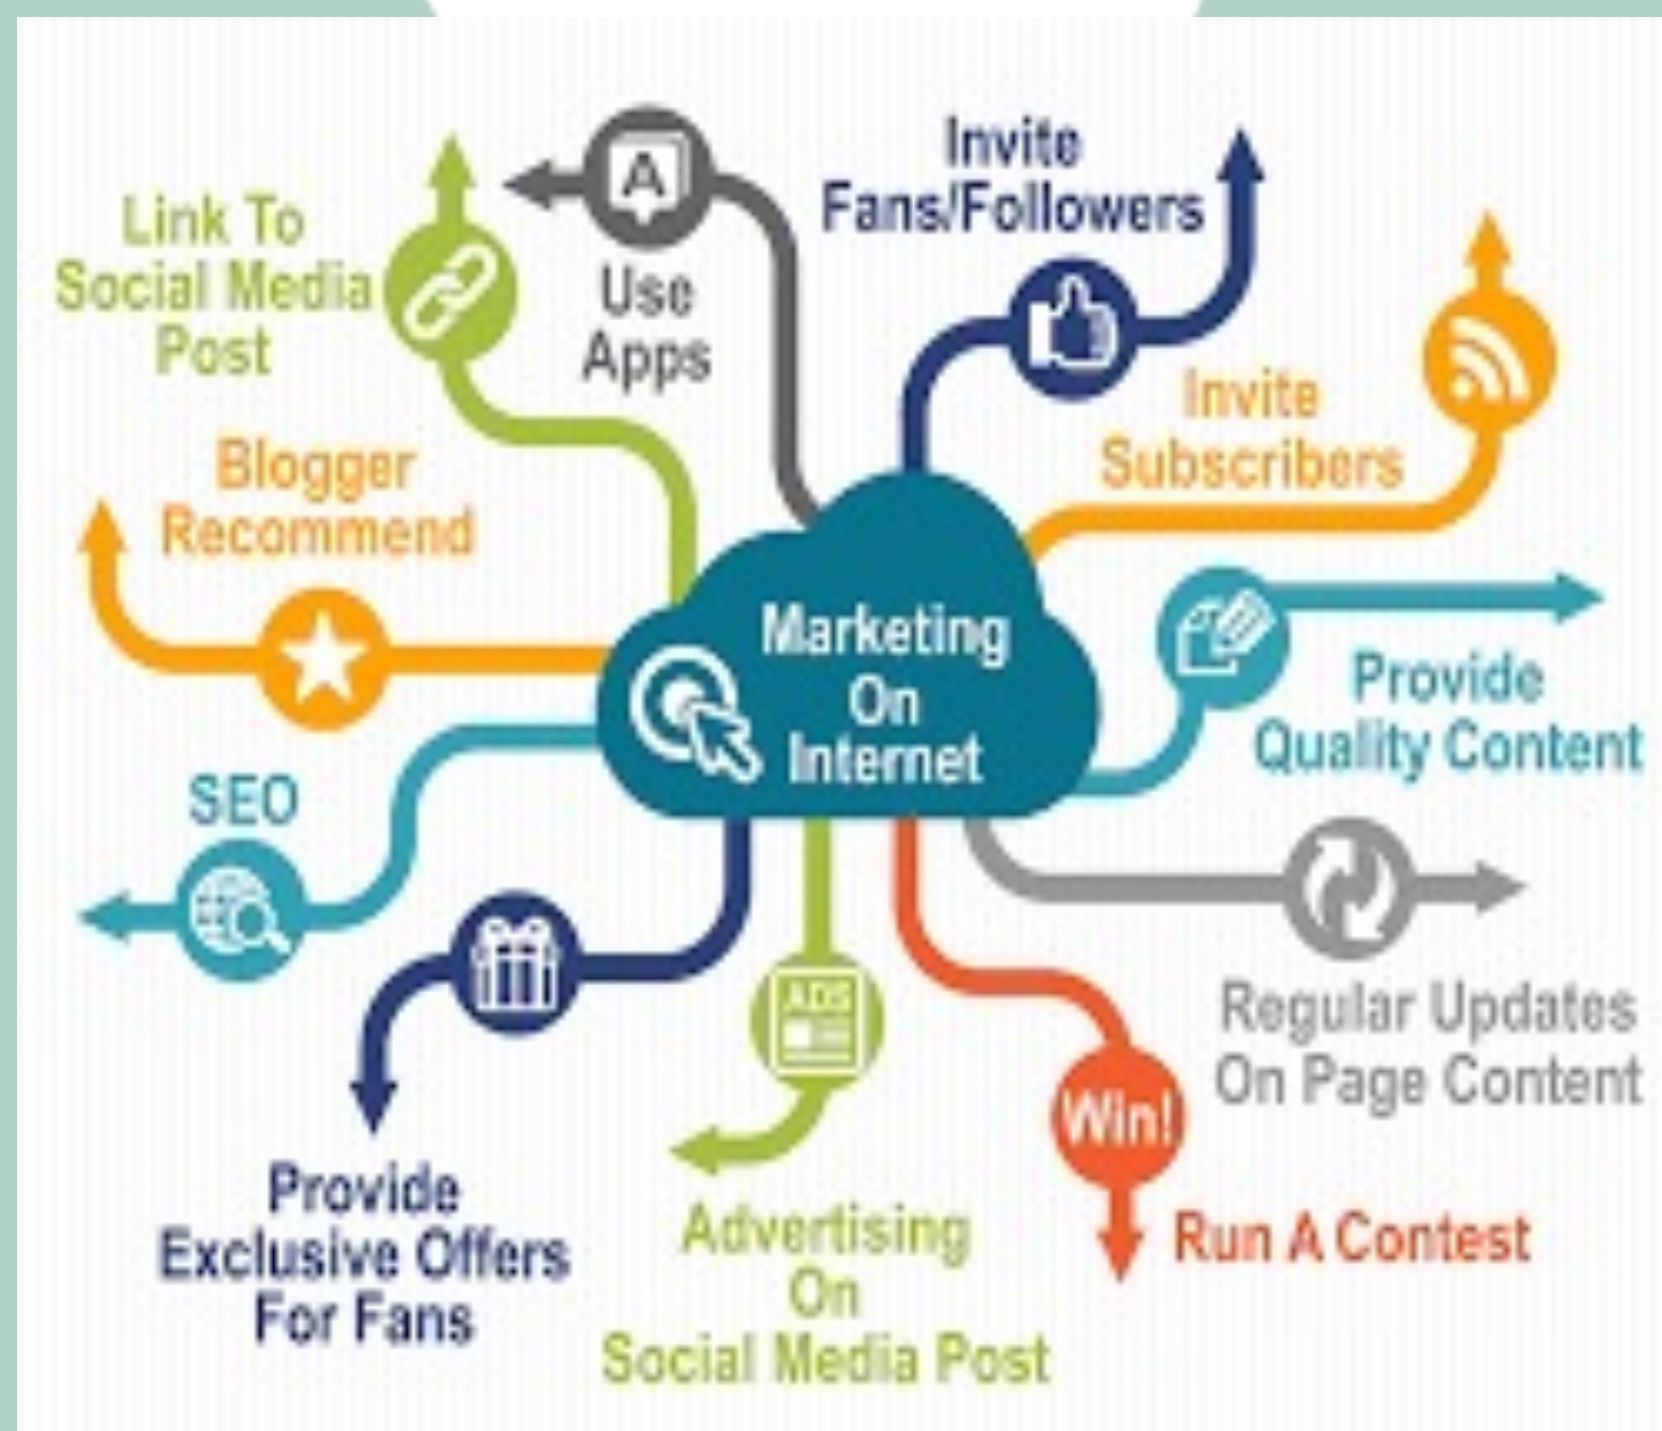 Link To
Social Media
Post
A
Use
Apps
Invite
Fans/Followers
Invite
Subscribers
Blogger
Recommend
Marketing
On
Internet
Provide
Quality Content
SEO
Regular Updates
On Page Content
ADS
Win!
Provide
Exclusive Offers
For Fans
Advertising
On
Social Media Post
Run A Contest